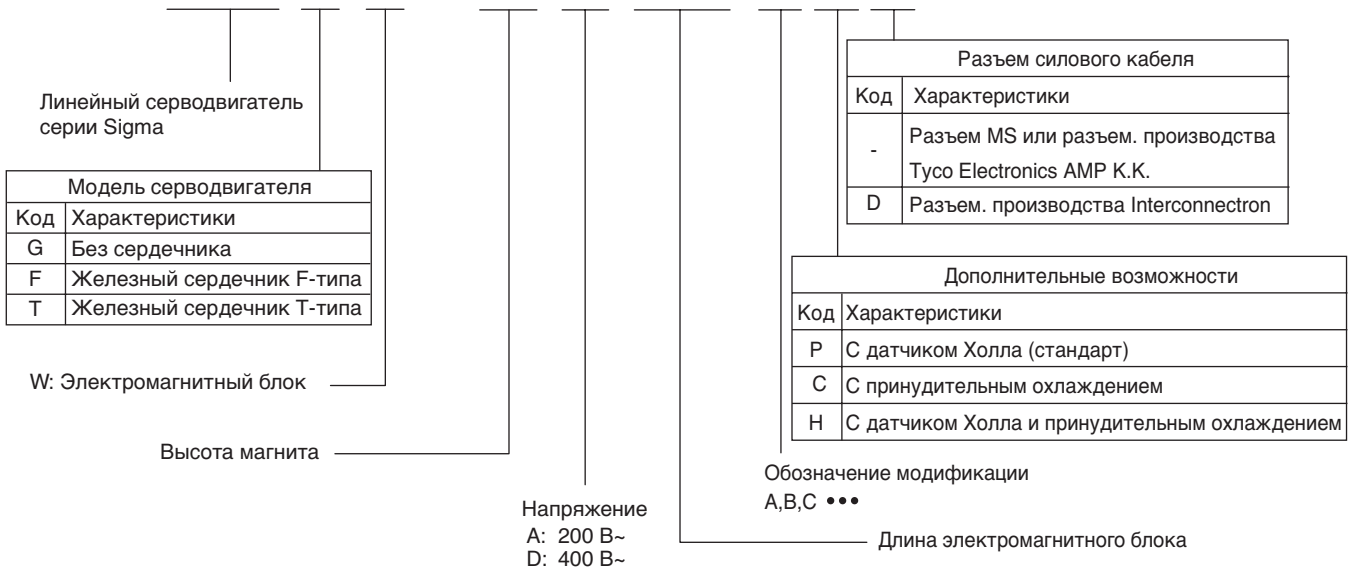 Линейный серводвигатель
серии Sigma
Модель серводвигателя
Код Характеристики
G Без сердечника
F Железный сердечник F-типа
T Железный сердечник T-типа
W: Электромагнитный блок
Высота магнита
Напряжение
A: 200 В~
D: 400 В~
Разъем силового кабеля
Код Характеристики
- Разъем MS или разъем. производства
Tyco Electronics AMP K.K.
D Разъем. производства Interconnectron
Дополнительные возможности
Код Характеристики
P С датчиком Холла (стандарт)
C С принудительным охлаждением
H С датчиком Холла и принудительным охлаждением
Обозначение модификации
A,B,C •••
Длина электромагнитного блока